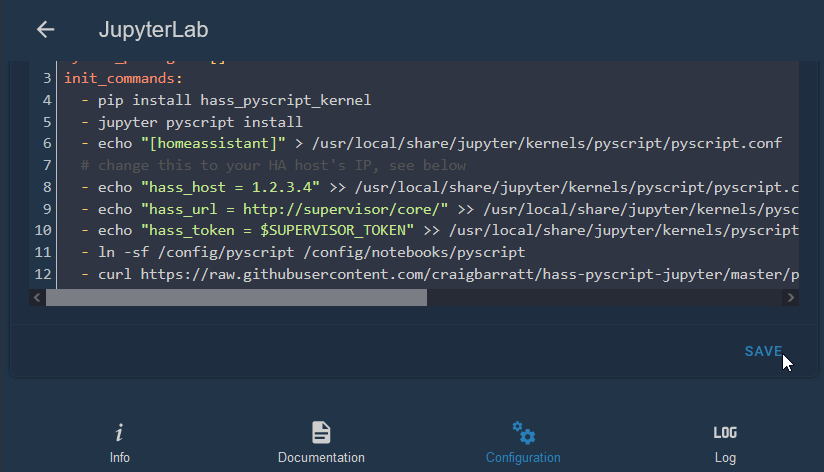 JupyterLab
3 init_commands:
4 - pip install hass_pyscript_kernel
5 - jupyter pyscript install
6 - echo "[homeassistant]" > /usr/local/share/jupyter/kernels/pyscript/pyscript.conf
7 # change this to your HA host's IP, see below
8 - echo "hass_host = 1.2.3.4" >> /usr/local/share/jupyter/kernels/pyscript/pyscript.c
9 - echo "hass_url = http://supervisor/core/" >> /usr/local/share/jupyter/kernels/pysc
10 - echo "hass_token = $SUPERVISOR_TOKEN" >> /usr/local/share/jupyter/kernels/pyscript
11 - ln -sf /config/pyscript /config/notebooks/pyscript
12 - curl https://raw.githubusercontent.com/craigbarratt/hass-pyscript-jupyter/master/p
SAVE
Info
Documentation
Configuration
LOG
Log